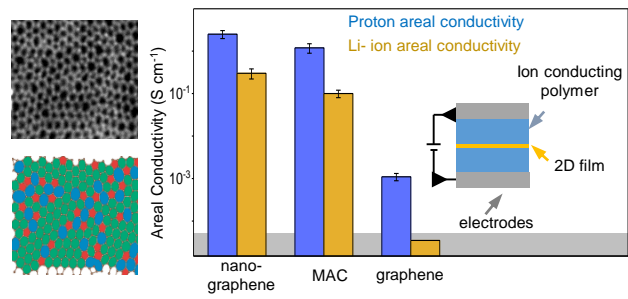 Proton areal conductivity
Li- ion areal conductivity
Areal Conductivity (S cm⁻²)
10⁻¹
10⁻³
Ion conducting
polymer
2D film
electrodes
nano-
graphene
MAC
graphene